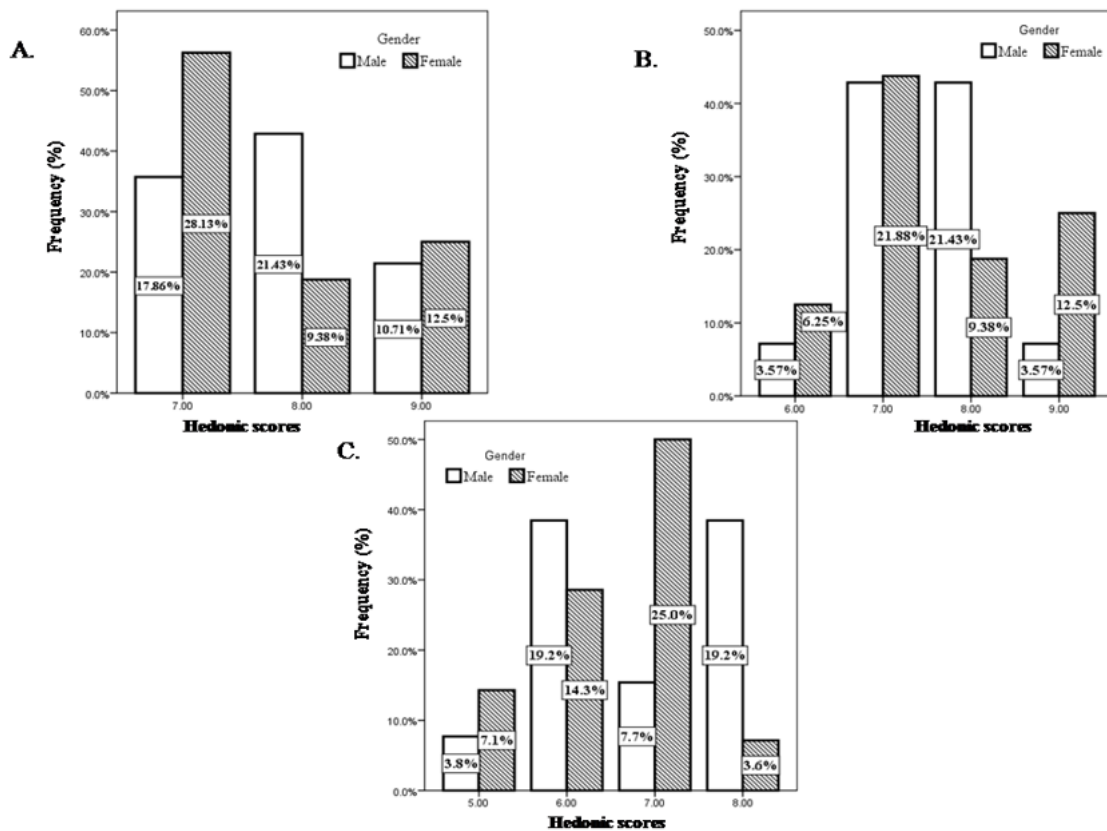 A.
Gender
Male Female
Frequency (%)
60.0%
50.0%
40.0%
30.0%
20.0%
10.0%
0.0%
17.86%
28.13%
21.43%
9.38%
10.71%
12.5%
7.00 8.00 9.00
Hedonic scores
B.
Gender
Male Female
Frequency (%)
50.0%
40.0%
30.0%
20.0%
10.0%
0.0%
3.57%
6.25%
21.88%
21.43%
9.38%
3.57%
12.5%
6.00 7.00 8.00 9.00
Hedonic scores
C.
Gender
Male Female
Frequency (%)
50.0%
40.0%
30.0%
20.0%
10.0%
0.0%
3.8%
7.1%
19.2%
14.3%
7.7%
25.0%
19.2%
3.6%
5.00 6.00 7.00 8.00
Hedonic scores